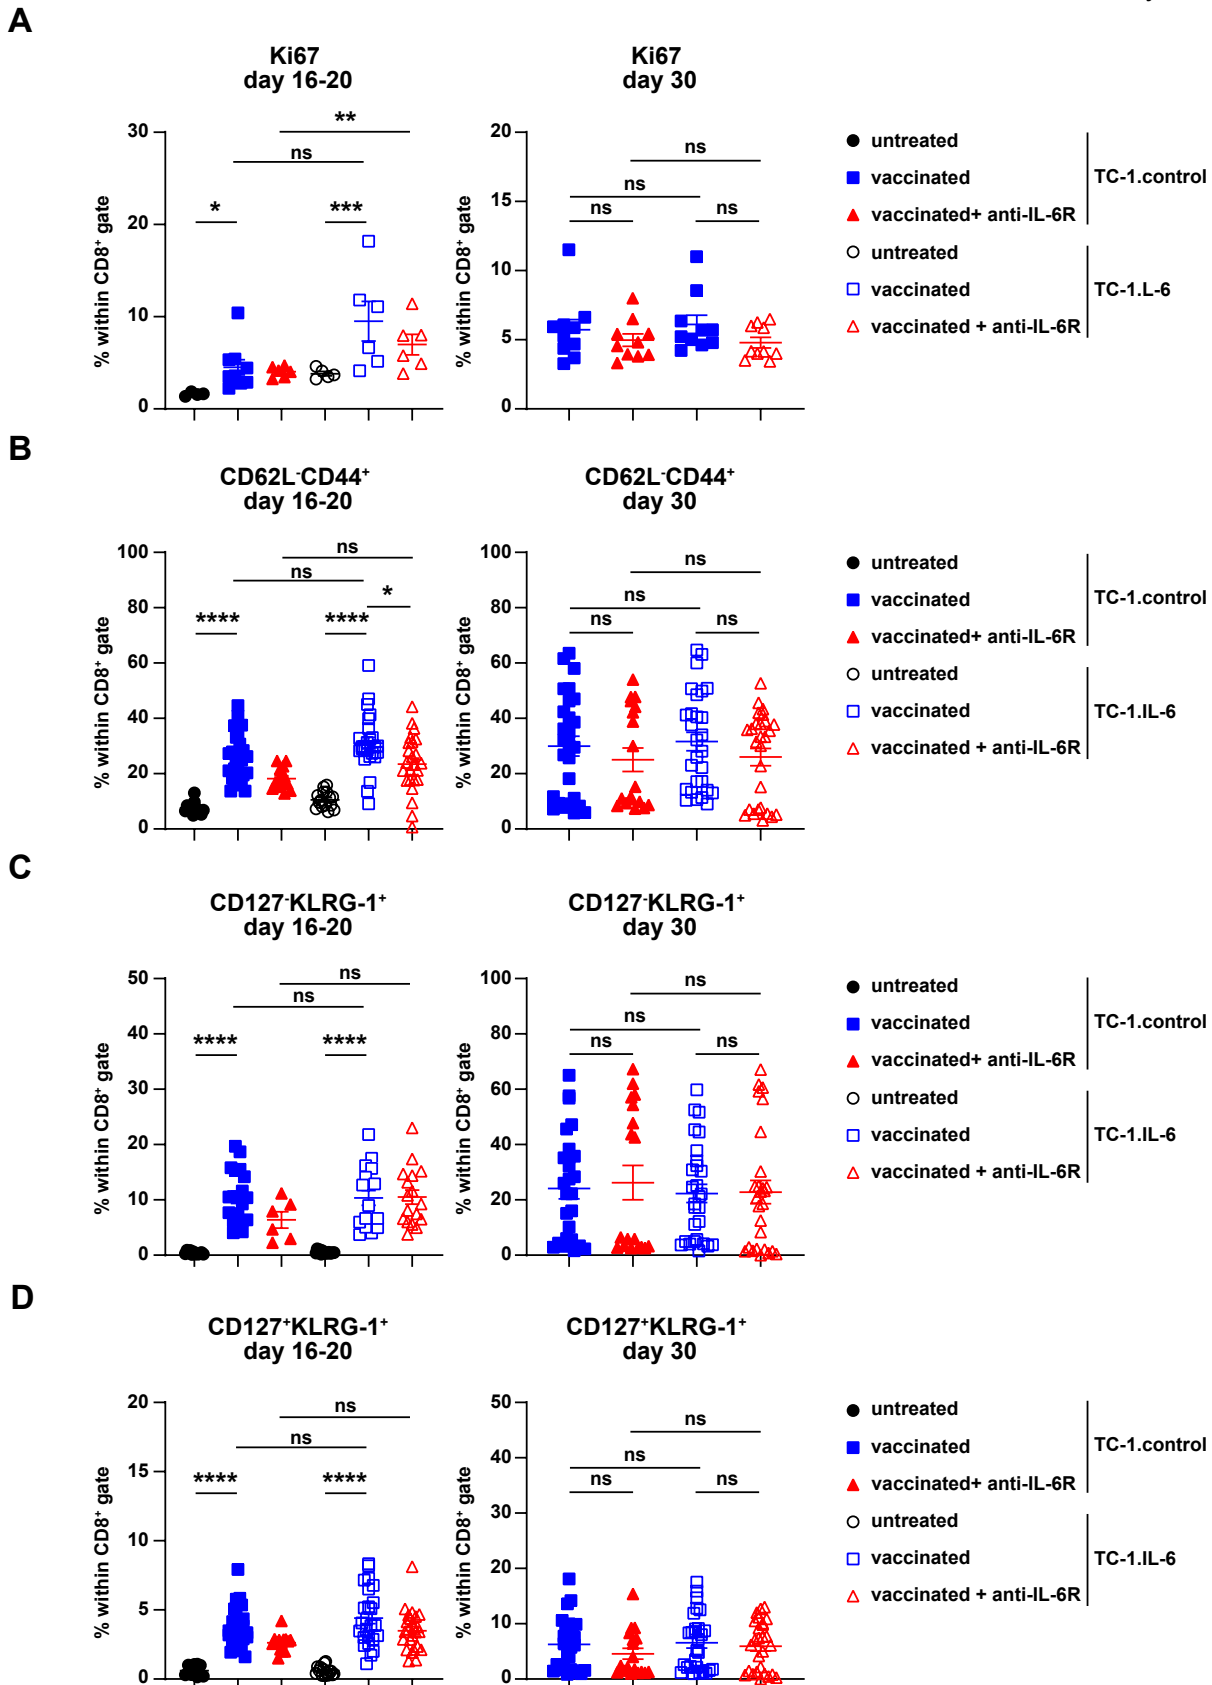 A
Ki67
day 16-20
Ki67
day 30
% within CD8⁺ gate
30
20
10
0
*
ns
**
***
% within CD8⁺ gate
20
15
10
5
0
ns
ns
ns
ns
untreated
vaccinated
vaccinated+ anti-IL-6R
TC-1.control
untreated
vaccinated
vaccinated + anti-IL-6R
TC-1.L-6
B
CD62L⁻CD44⁺
day 16-20
CD62L⁻CD44⁺
day 30
% within CD8⁺ gate
100
80
60
40
20
0
ns
ns
*
****
****
% within CD8⁺ gate
100
80
60
40
20
0
ns
ns
ns
ns
untreated
vaccinated
vaccinated+ anti-IL-6R
TC-1.control
untreated
vaccinated
vaccinated + anti-IL-6R
TC-1.IL-6
C
CD127⁻KLRG-1⁺
day 16-20
CD127⁻KLRG-1⁺
day 30
% within CD8⁺ gate
50
40
30
20
10
0
ns
ns
****
****
% within CD8⁺ gate
100
80
60
40
20
0
ns
ns
ns
ns
untreated
vaccinated
vaccinated+ anti-IL-6R
TC-1.control
untreated
vaccinated
vaccinated + anti-IL-6R
TC-1.IL-6
D
CD127⁺KLRG-1⁺
day 16-20
CD127⁺KLRG-1⁺
day 30
% within CD8⁺ gate
20
15
10
5
0
ns
ns
****
****
% within CD8⁺ gate
50
40
30
20
10
0
ns
ns
ns
ns
untreated
vaccinated
vaccinated+ anti-IL-6R
TC-1.control
untreated
vaccinated
vaccinated + anti-IL-6R
TC-1.IL-6